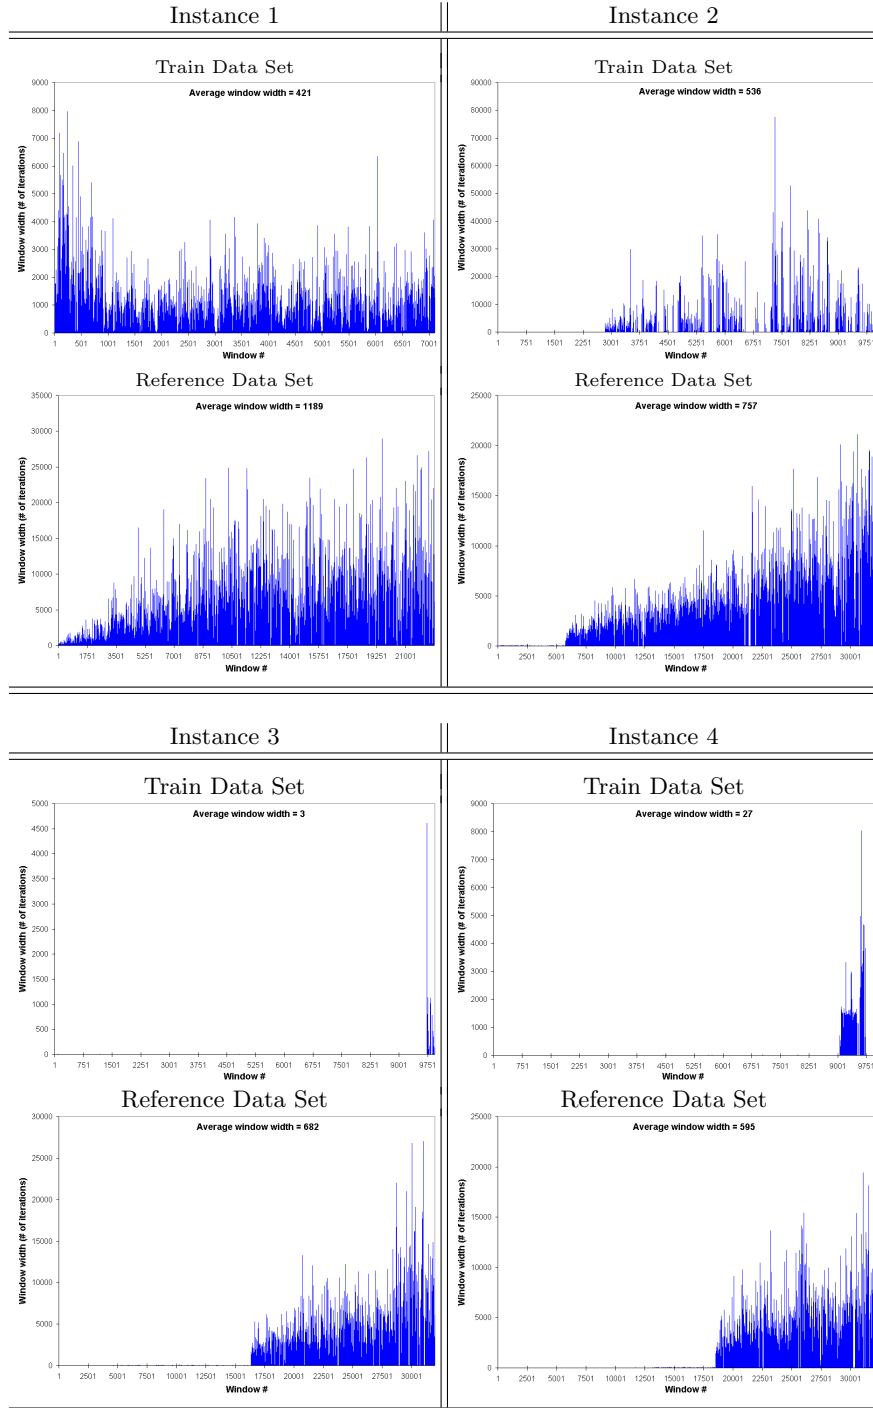 Instance 1
Instance 2
Train Data Set
Average window width = 421
Window width (# of iterations)
9000
8000
7000
6000
5000
4000
3000
2000
1000
0
1 501 1001 1501 2001 2501 3001 3501 4001 4501 5001 5501 6001 6501 7001
Window #
Train Data Set
Average window width = 536
Window width (# of iterations)
90000
80000
70000
60000
50000
40000
30000
20000
10000
0
1 751 1501 2251 3001 3751 4501 5251 6001 6751 7501 8251 9001 9751
Window #
Reference Data Set
Average window width = 1189
Window width (# of iterations)
35000
30000
25000
20000
15000
10000
5000
0
1 1751 3501 5251 7001 8751 10501 12251 14001 15751 17501 19251 21001
Window #
Reference Data Set
Average window width = 757
Window width (# of iterations)
25000
20000
15000
10000
5000
0
1 2501 5001 7501 10001 12501 15001 17501 20001 22501 25001 27501 30001
Window #
Instance 3
Instance 4
Train Data Set
Average window width = 3
Window width (# of iterations)
5000
4500
4000
3500
3000
2500
2000
1500
1000
500
0
1 751 1501 2251 3001 3751 4501 5251 6001 6751 7501 8251 9001 9751
Window #
Train Data Set
Average window width = 27
Window width (# of iterations)
9000
8000
7000
6000
5000
4000
3000
2000
1000
0
1 751 1501 2251 3001 3751 4501 5251 6001 6751 7501 8251 9001 9751
Window #
Reference Data Set
Average window width = 682
Window width (# of iterations)
30000
25000
20000
15000
10000
5000
0
1 2501 5001 7501 10001 12501 15001 17501 20001 22501 25001 27501 30001
Window #
Reference Data Set
Average window width = 595
Window width (# of iterations)
25000
20000
15000
10000
5000
0
1 2501 5001 7501 10001 12501 15001 17501 20001 22501 25001 27501 30001
Window #